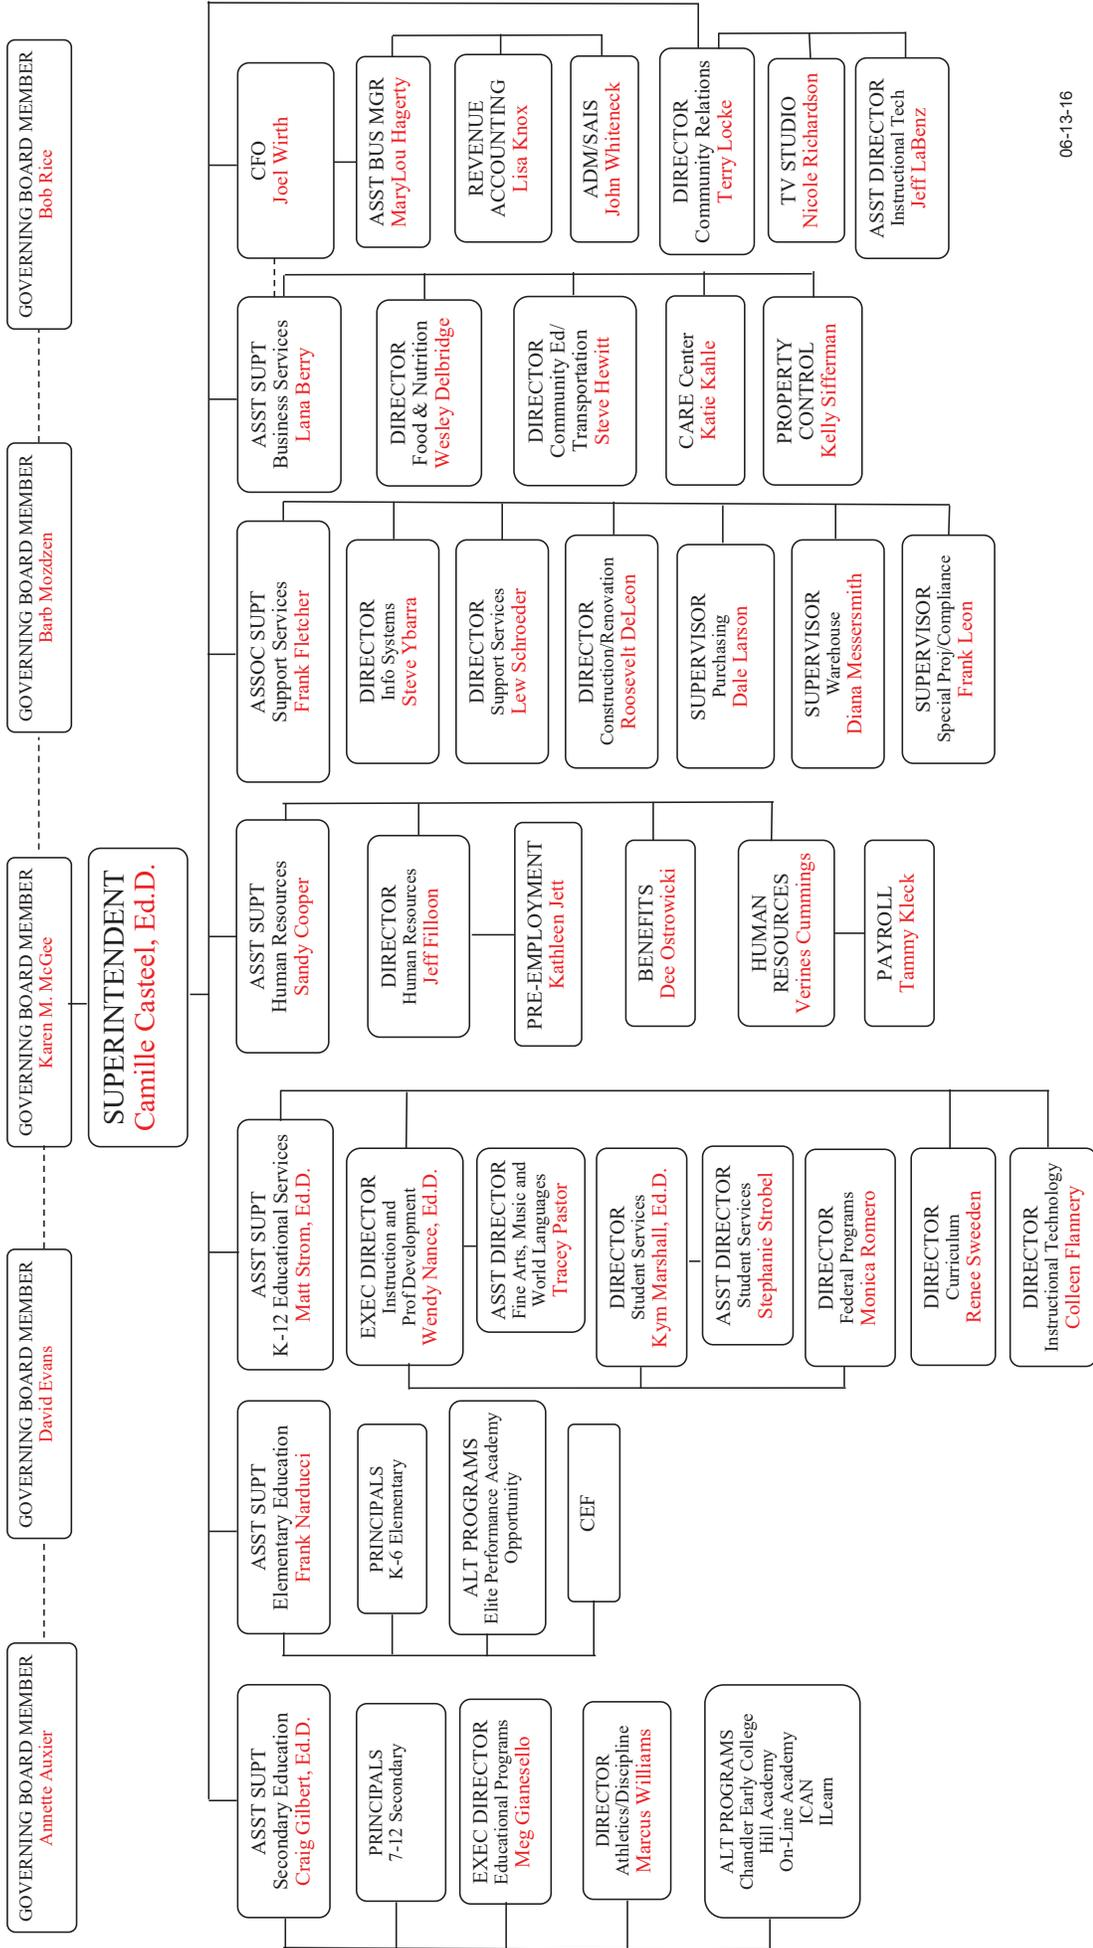 GOVERNING BOARD MEMBER
Annette Auxier
GOVERNING BOARD MEMBER
David Evans
GOVERNING BOARD MEMBER
Karen M. McGee
GOVERNING BOARD MEMBER
Barb Mozdzen
GOVERNING BOARD MEMBER
Bob Rice
SUPERINTENDENT
Camille Casteel, Ed.D.
ASST SUPT
Secondary Education
Craig Gilbert, Ed.D.
PRINCIPALS
7-12 Secondary
EXEC DIRECTOR
Educational Programs
Meg Gianesello
DIRECTOR
Athletics/Discipline
Marcus Williams
ALT PROGRAMS
Chandler Early College
Hill Academy
On-Line Academy
ICAN
ILearn
ASST SUPT
Elementary Education
Frank Narducci
PRINCIPALS
K-6 Elementary
ALT PROGRAMS
Elite Performance Academy
Opportunity
CEF
ASST SUPT
K-12 Educational Services
Matt Strom, Ed.D.
EXEC DIRECTOR
Instruction and
Prof Development
Wendy Nance, Ed.D.
ASST DIRECTOR
Fine Arts, Music and
World Languages
Tracey Pastor
DIRECTOR
Student Services
Kym Marshall, Ed.D.
ASST DIRECTOR
Student Services
Stephanie Strobel
DIRECTOR
Federal Programs
Monica Romero
DIRECTOR
Curriculum
Renee Sweeden
DIRECTOR
Instructional Technology
Colleen Flannery
ASST SUPT
Human Resources
Sandy Cooper
DIRECTOR
Human Resources
Jeff Filloon
PRE-EMPLOYMENT
Kathleen Jett
BENEFITS
Dee Ostrowicki
HUMAN
RESOURCES
Verines Cummings
PAYROLL
Tammy Kleck
ASSOC SUPT
Support Services
Frank Fletcher
DIRECTOR
Info Systems
Steve Ybarra
DIRECTOR
Support Services
Lew Schroeder
DIRECTOR
Construction/Renovation
Roosevelt DeLeon
SUPERVISOR
Purchasing
Dale Larson
SUPERVISOR
Warehouse
Diana Messersmith
SUPERVISOR
Special Proj/Compliance
Frank Leon
ASST SUPT
Business Services
Lana Berry
DIRECTOR
Food & Nutrition
Wesley Delbridge
DIRECTOR
Community Ed/
Transportation
Steve Hewitt
CARE Center
Katie Kahle
PROPERTY
CONTROL
Kelly Sifferman
CFO
Joel Wirth
ASST BUS MGR
MaryLou Hagerty
REVENUE
ACCOUNTING
Lisa Knox
ADM/SAIS
John Whiteneck
DIRECTOR
Community Relations
Terry Locke
TV STUDIO
Nicole Richardson
ASST DIRECTOR
Instructional Tech
Jeff LaBenz
06-13-16